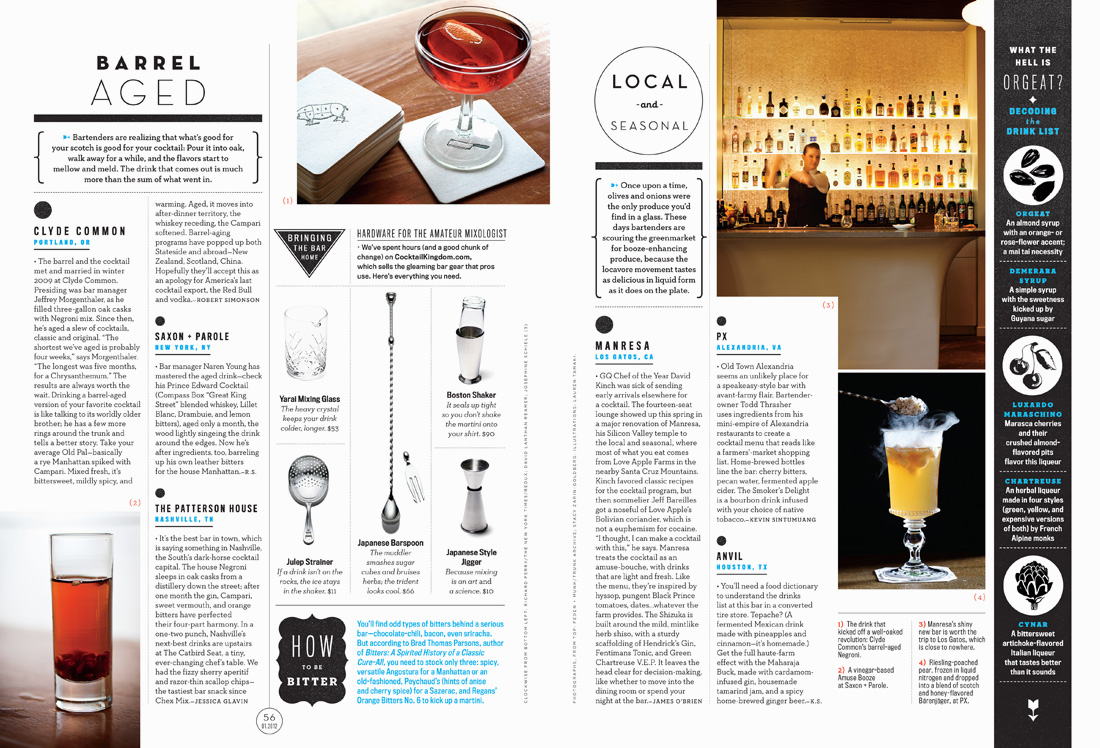 BARREL
AGED
Bartenders are realizing that what's good for
your scotch is good for your cocktail: Pour it into oak,
walk away for a while, and the flavors start to
mellow and meld. The drink that comes out is much
more than the sum of what went in.
CLYDE COMMON
PORTLAND, OR
• The barrel and the cocktail
met and married in winter
2009 at Clyde Common.
Presiding was bar manager
Jeffrey Morgenthaler, as he
filled three-gallon oak casks
with Negroni mix. Since then,
he's aged a slew of cocktails,
classic and original. "The
shortest we've aged is probably
four weeks," says Morgenthaler.
"The longest was five months,
for a Chrysanthemum." The
results are always worth the
wait. Drinking a barrel-aged
version of your favorite cocktail
is like talking to its worldly older
brother; he has a few more
rings around the trunk and
tells a better story. Take your
average Old Pal—basically
a rye Manhattan spiked with
Campari. Mixed fresh, it's
bittersweet, mildly spicy, and
warming. Aged, it moves into
after-dinner territory, the
whiskey receding, the Campari
softened. Barrel-aging
programs have popped up both
Stateside and abroad—New
Zealand, Scotland, China.
Hopefully they'll accept this as
an apology for America's last
cocktail export, the Red Bull
and vodka.—ROBERT SIMONSON
SAXON + PAROLE
NEW YORK, NY
• Bar manager Naren Young has
mastered the aged drink—check
his Prince Edward Cocktail
(Compass Box "Great King
Street" blended whiskey, Lillet
Blanc, Drambuie, and lemon
bitters), aged only a month, the
wood lightly singeing the drink
around the edges. Now he's
after ingredients, too, barreling
up his own leather bitters
for the house Manhattan.—R.S.
THE PATTERSON HOUSE
NASHVILLE, TN
• It's the best bar in town, which
is saying something in Nashville,
the South's dark-horse cocktail
capital. The house Negroni
sleeps in oak casks from a
distillery down the street; after
one month the gin, Campari,
sweet vermouth, and orange
bitters have perfected
their four-part harmony. In a
one-two punch, Nashville's
next-best drinks are upstairs
at The Catbird Seat, a tiny,
ever-changing chef's table. We
had the fizzy sherry aperitif
and razor-thin scallop chips—
the tastiest bar snack since
Chex Mix.—JESSICA GLAVIN
(1)
(2)
BRINGING
THE BAR
HOME
HARDWARE FOR THE AMATEUR MIXOLOGIST
• We've spent hours (and a good chunk of
change) on CocktailKingdom.com,
which sells the gleaming bar gear that pros
use. Here's everything you need.
Yarai Mixing Glass
The heavy crystal
keeps your drink
colder, longer. $53
Boston Shaker
It seals up tight
so you don't shake
the martini onto
your shirt. $90
Julep Strainer
If a drink isn't on the
rocks, the ice stays
in the shaker. $11
Japanese Barspoon
The muddler
smashes sugar
cubes and bruises
herbs; the trident
looks cool. $66
Japanese Style
Jigger
Because mixing
is an art and
a science. $10
HOW
TO BE
BITTER
You'll find odd types of bitters behind a serious
bar—chocolate-chili, bacon, even sriracha.
But according to Brad Thomas Parsons, author
of Bitters: A Spirited History of a Classic
Cure-All, you need to stock only three: spicy,
versatile Angostura for a Manhattan or an
old-fashioned, Peychaud's (hints of anise
and cherry spice) for a Sazerac, and Regans'
Orange Bitters No. 6 to kick up a martini.
56
01.2012
LOCAL
-and-
SEASONAL
Once upon a time,
olives and onions were
the only produce you'd
find in a glass. These
days bartenders are
scouring the greenmarket
for booze-enhancing
produce, because the
locavore movement tastes
as delicious in liquid form
as it does on the plate.
MANRESA
LOS GATOS, CA
• GQ Chef of the Year David
Kinch was sick of sending
early arrivals elsewhere for
a cocktail. The fourteen-seat
lounge showed up this spring in
a major renovation of Manresa,
his Silicon Valley temple to
the local and seasonal, where
most of what you eat comes
from Love Apple Farms in the
nearby Santa Cruz Mountains.
Kinch favored classic recipes
for the cocktail program, but
then sommelier Jeff Bareilles
got a noseful of Love Apple's
Bolivian coriander, which is
not a euphemism for cocaine.
"I thought, I can make a cocktail
with this," he says. Manresa
treats the cocktail as an
amuse-bouche, with drinks
that are light and fresh. Like
the menu, they're inspired by
hyssop, pungent Black Prince
tomatoes, dates...whatever the
farm provides. The Shizuka is
built around the mild, mintlike
herb shiso, with a sturdy
scaffolding of Hendrick's Gin,
Fentimans Tonic, and Green
Chartreuse V.E.P. It leaves the
head clear for decision-making,
like whether to move into the
dining room or spend your
night at the bar.—JAMES O'BRIEN
(3)
PX
ALEXANDRIA, VA
• Old Town Alexandria
seems an unlikely place for
a speakeasy-style bar with
avant-farmy flair. Bartender-
owner Todd Thrasher
uses ingredients from his
mini-empire of Alexandria
restaurants to create a
cocktail menu that reads like
a farmers'-market shopping
list. Home-brewed bottles
line the bar: cherry bitters,
pecan water, fermented apple
cider. The Smoker's Delight
is a bourbon drink infused
with your choice of native
tobacco.—KEVIN SINTUMUANG
ANVIL
HOUSTON, TX
• You'll need a food dictionary
to understand the drinks
list at this bar in a converted
tire store. Tepache? (A
fermented Mexican drink
made with pineapples and
cinnamon—it's homemade.)
Get the full haute-farm
effect with the Maharaja
Buck, made with cardamom-
infused gin, housemade
tamarind jam, and a spicy
home-brewed ginger beer.—K.S.
(4)
1) The drink that
kicked off a well-oaked
revolution: Clyde
Common's barrel-aged
Negroni.
2) A vinegar-based
Amuse Booze
at Saxon + Parole.
3) Manresa's shiny
new bar is worth the
trip to Los Gatos, which
is close to nowhere.
4) Riesling-poached
pear, frozen in liquid
nitrogen and dropped
into a blend of scotch
and honey-flavored
Bärenjäger, at PX.
WHAT THE
HELL IS
ORGEAT?
DECODING
the
DRINK LIST
ORGEAT
An almond syrup
with an orange- or
rose-flower accent;
a mai tai necessity
DEMERARA
SYRUP
A simple syrup
with the sweetness
kicked up by
Guyana sugar
LUXARDO
MARASCHINO
Marasca cherries
and their
crushed almond-
flavored pits
flavor this liqueur
CHARTREUSE
An herbal liqueur
made in four styles
(green, yellow, and
expensive versions
of both) by French
Alpine monks
CYNAR
A bittersweet
artichoke-flavored
Italian liqueur
that tastes better
than it sounds